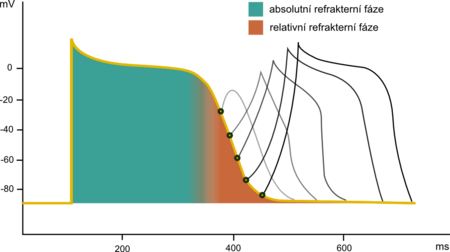 mV
absolutní refrakterní fáze
relativní refrakterní fáze
0
-20
-40
-60
-80
200
400
600
ms